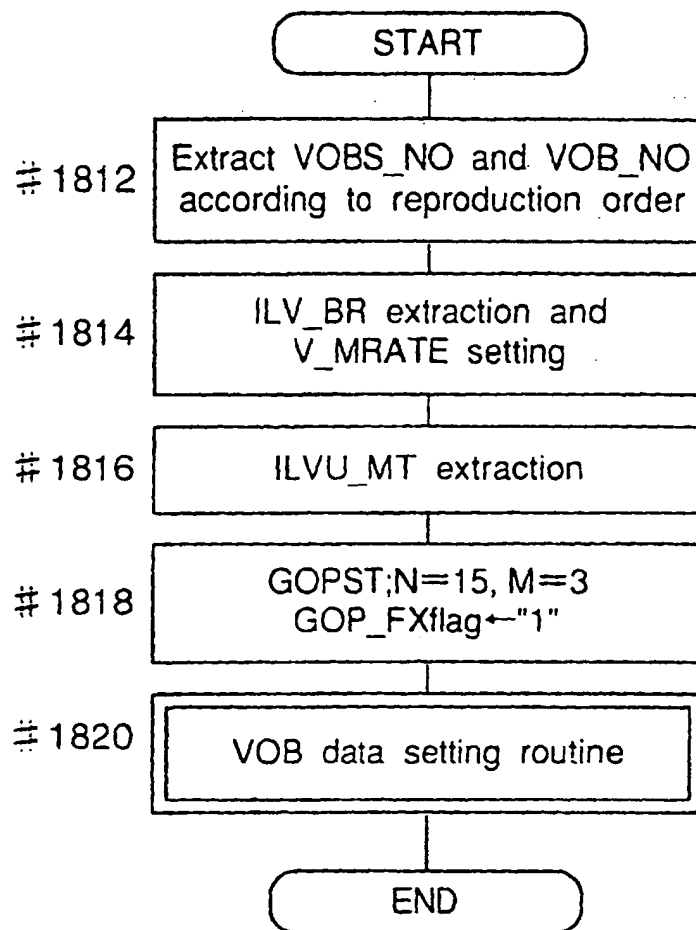 START
#1812
Extract VOBS_NO and VOB_NO
according to reproduction order
#1814
ILV_BR extraction and
V_MRATE setting
#1816
ILVU_MT extraction
#1818
GOPST;N=15, M=3
GOP_FXflag←"1"
#1820
VOB data setting routine
END